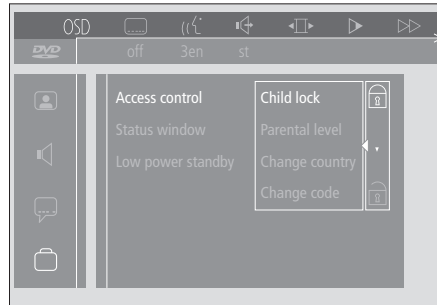 OSD
DVD off 3en st
Access control Child lock
Status window Parental level
Low power standby Change country
Change code